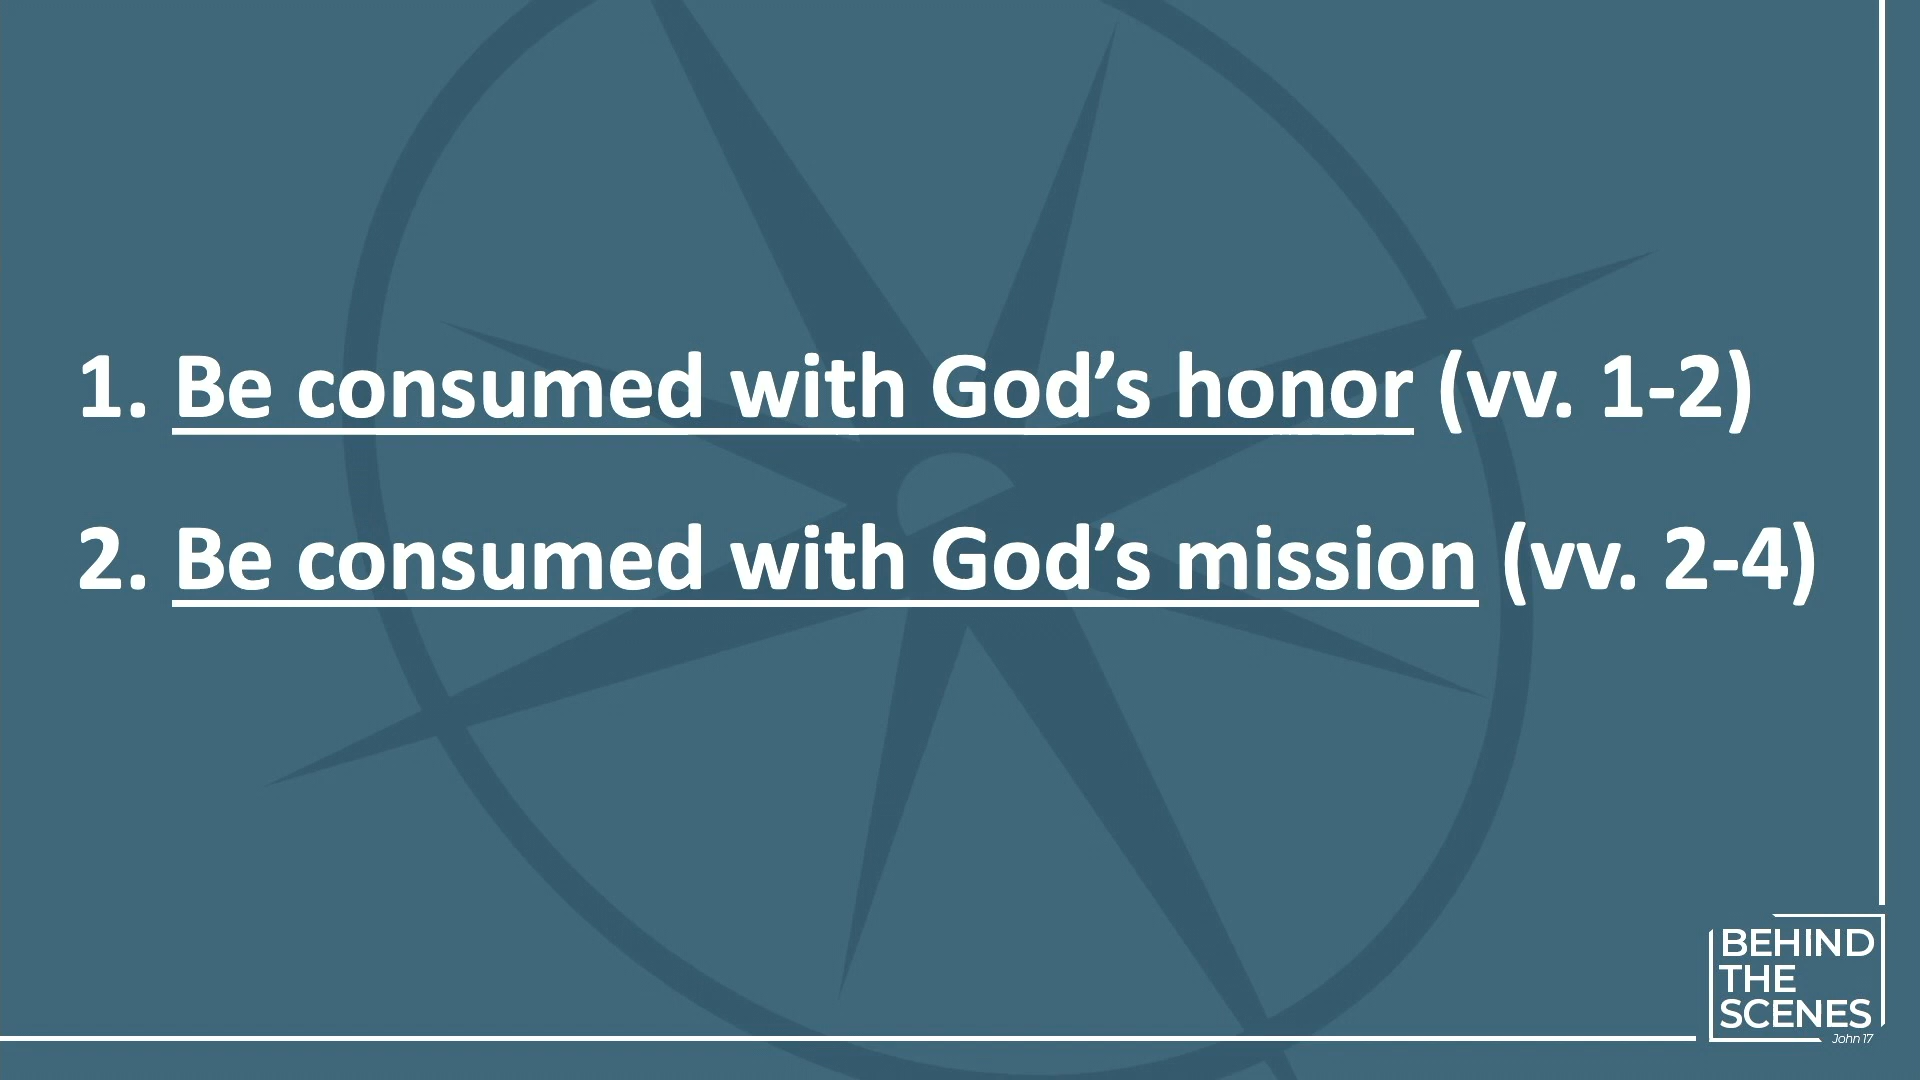 1. Be consumed with God’s honor (vv. 1-2)
2. Be consumed with God’s mission (vv. 2-4)
BEHIND
THE
SCENES
John 17